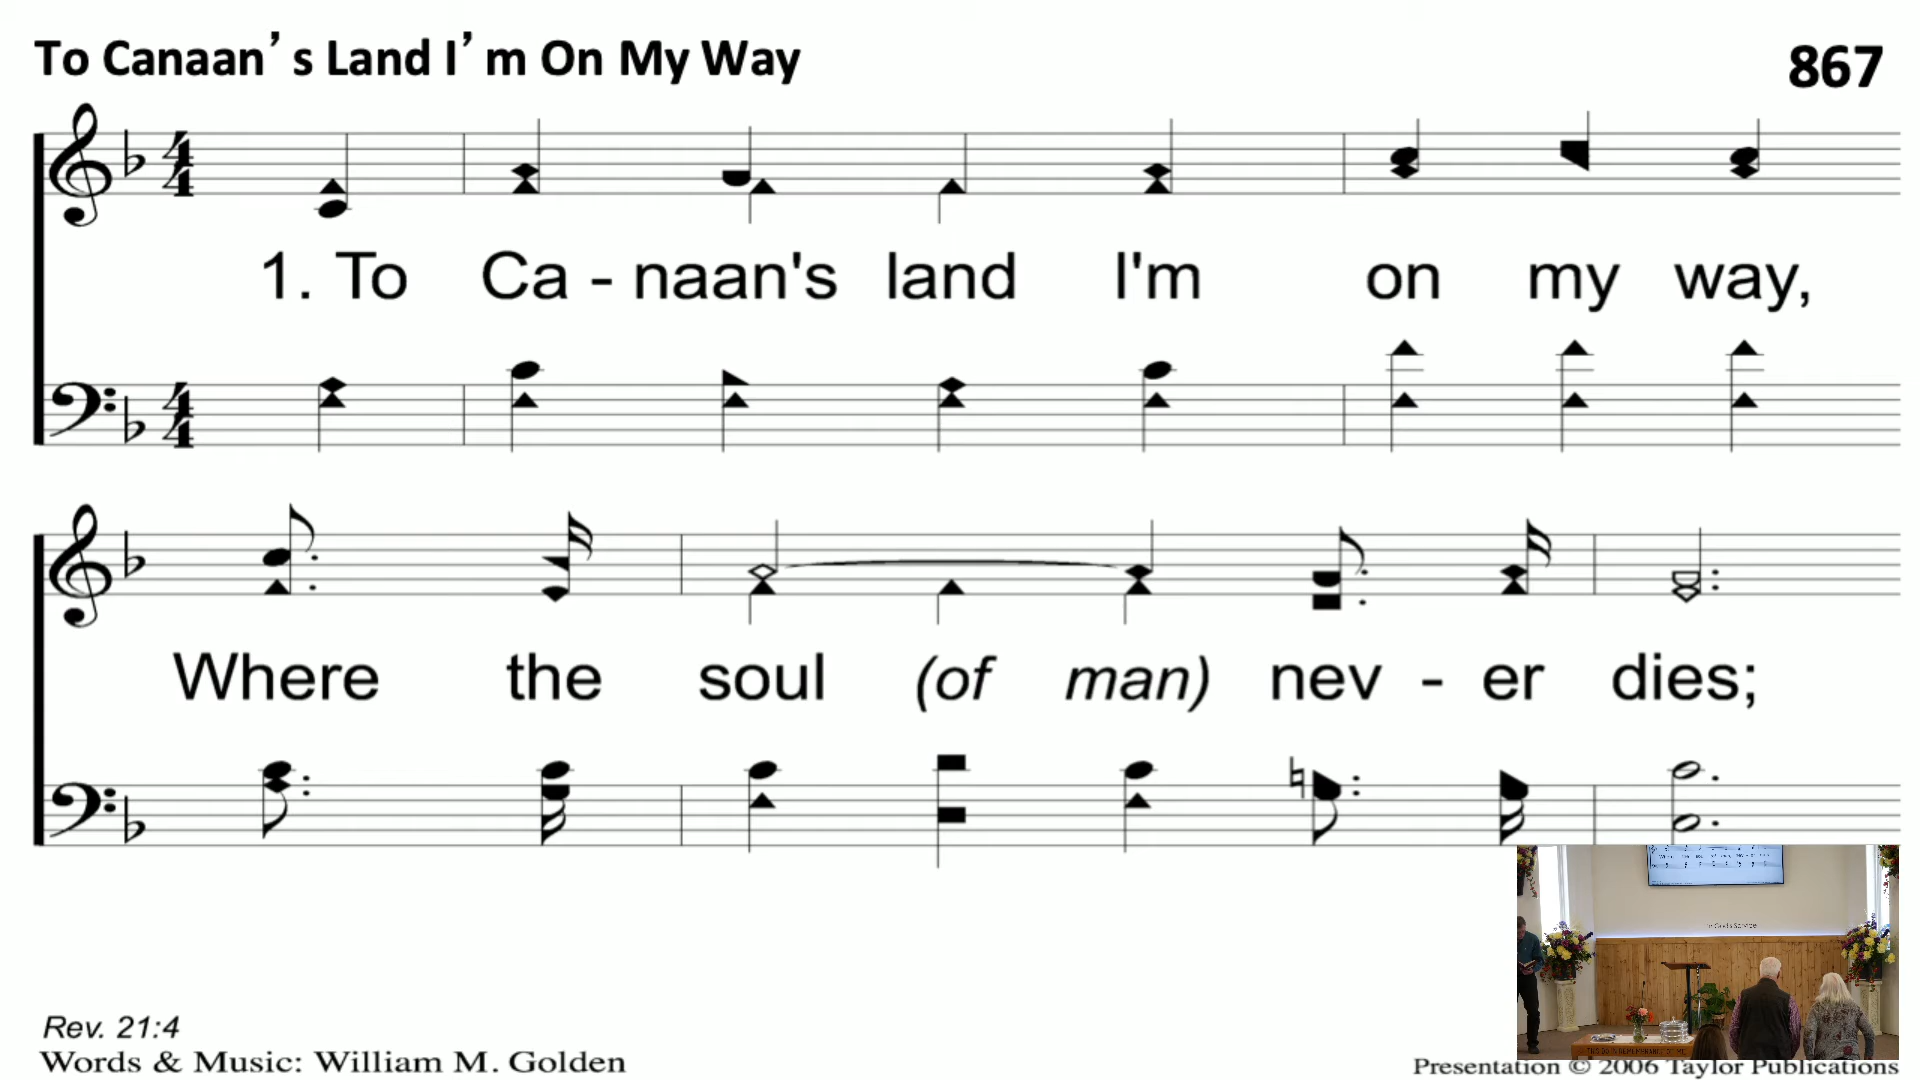 To Canaan’s Land I’m On My Way
867
1. To Ca - naan's land I'm on my way,
Where the soul (of man) nev - er dies;
Rev. 21:4
Words & Music: William M. Golden
Presentation © 2006 Taylor Publications